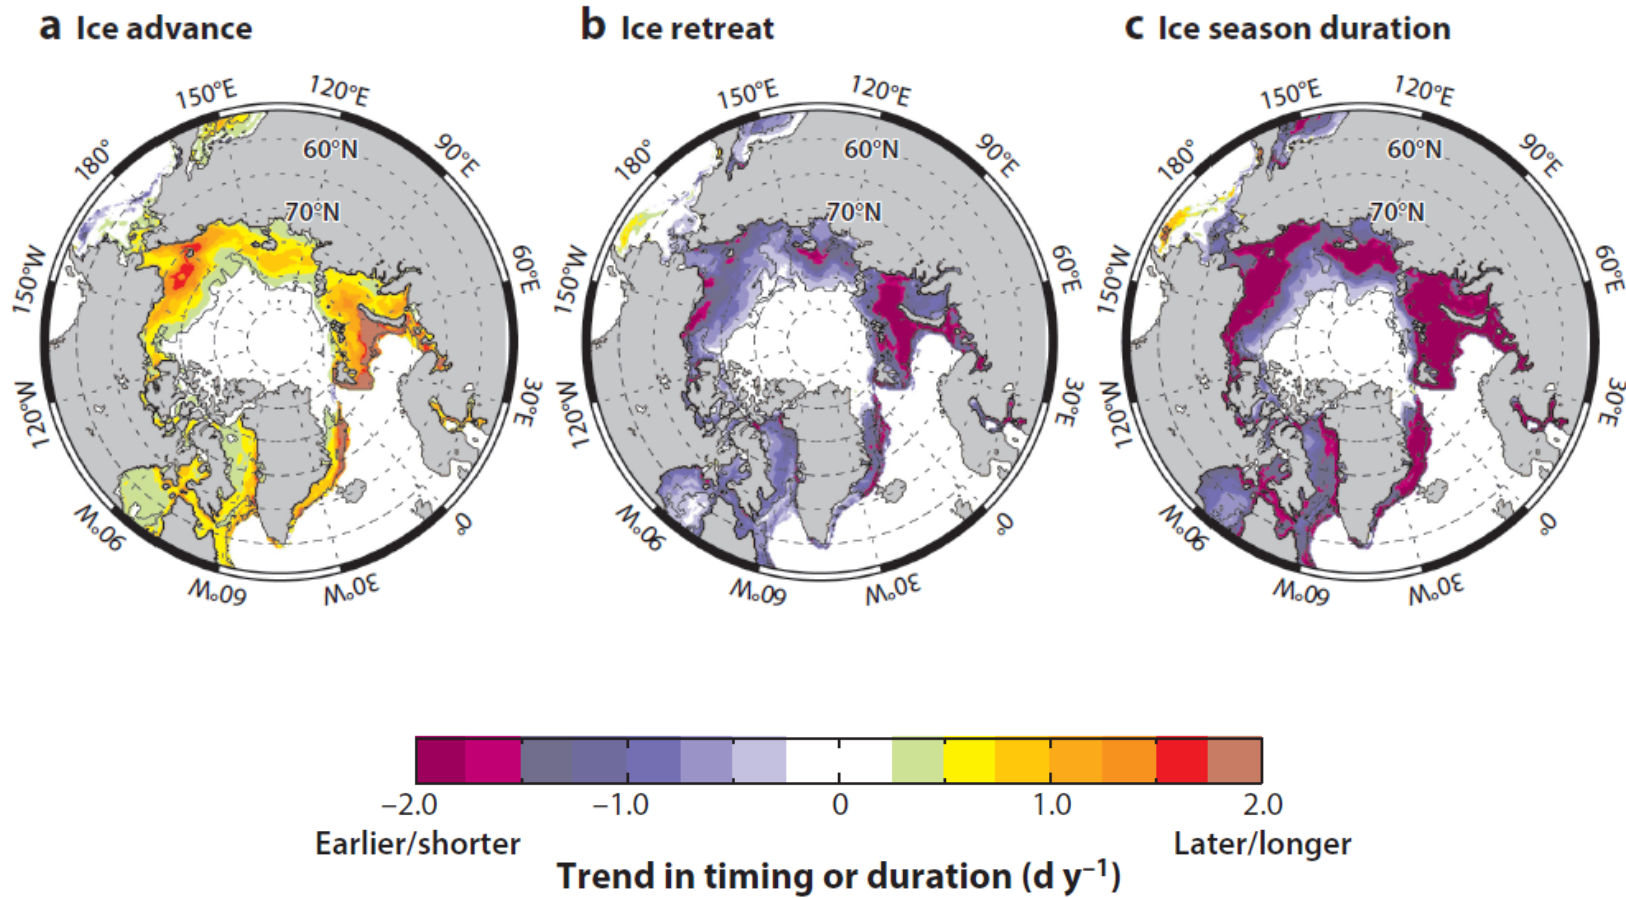 a Ice advance
150°E
120°E
180°
60°N
90°E
70°N
150°W
60°E
120°W
30°E
90°W
0°
60°W
30°W
b Ice retreat
150°E
120°E
180°
60°N
90°E
70°N
150°W
60°E
120°W
30°E
90°W
0°
60°W
30°W
c Ice season duration
150°E
120°E
180°
60°N
90°E
70°N
150°W
60°E
120°W
30°E
90°W
0°
60°W
30°W
–2.0 –1.0 0 1.0 2.0
Earlier/shorter Later/longer
Trend in timing or duration (d y–1)